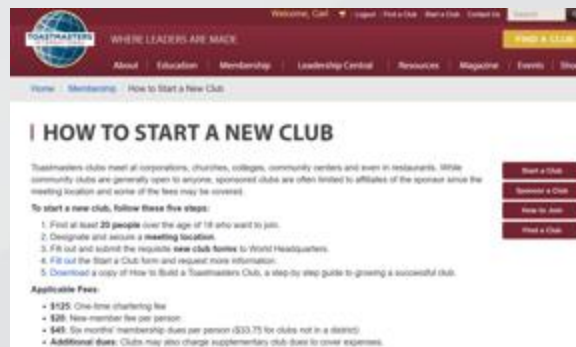 Welcome, Gail Logout Find a Club Start a Club Contact Us Search
TOASTMASTERS
INTERNATIONAL
WHERE LEADERS ARE MADE
FIND A CLUB
About Education Membership Leadership Central Resources Magazine Events Shop
Home Membership How to Start a New Club
HOW TO START A NEW CLUB
Toastmasters clubs meet at corporations, churches, colleges, community centers and even in restaurants. While
community clubs are generally open to anyone, sponsored clubs are often limited to affiliates of the sponsor since the
meeting location and some of the fees may be covered.
To start a new club, follow these five steps:
1. Find at least 20 people over the age of 18 who want to join.
2. Designate and secure a meeting location.
3. Fill out and submit the requisite new club forms to World Headquarters.
4. Fill out the Start a Club form and request more information.
5. Download a copy of How to Build a Toastmasters Club, a step by step guide to growing a successful club.
Applicable Fees:
• $125: One-time chartering fee
• $20: New-member fee per person
• $45: Six months' membership dues per person ($33.75 for clubs not in a district)
• Additional dues: Clubs may also charge supplementary club dues to cover expenses.
Start a Club
Sponsor a Club
How to Join
Find a Club